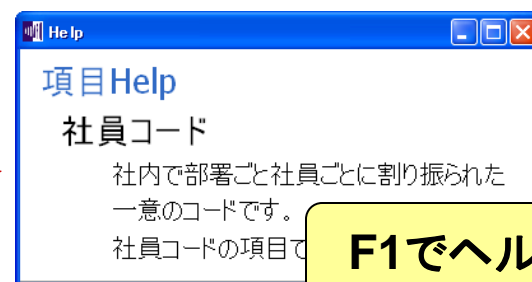 Help
項目Help
社員コード
社内で部署ごと社員ごとに割り振られた
一意のコードです。
社員コードの項目で
F1でヘル